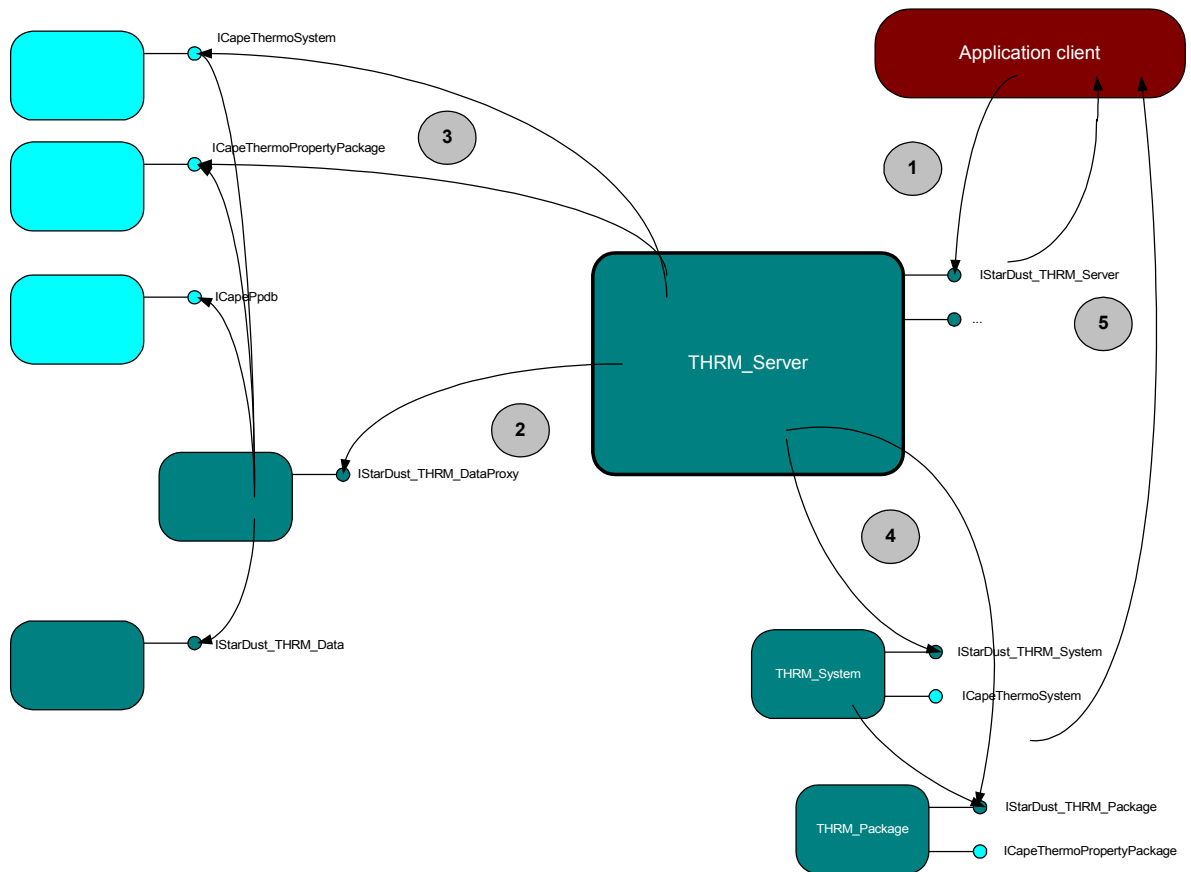 ICapeThermoSystem
Application client
3
ICapeThermoPropertyPackage
1
IStarDust_THRM_Server
ICapePpdb
...
5
THRM_Server
2
IStarDust_THRM_DataProxy
4
IStarDust_THRM_Data
IStarDust_THRM_System
THRM_System
ICapeThermoSystem
IStarDust_THRM_Package
THRM_Package
ICapeThermoPropertyPackage